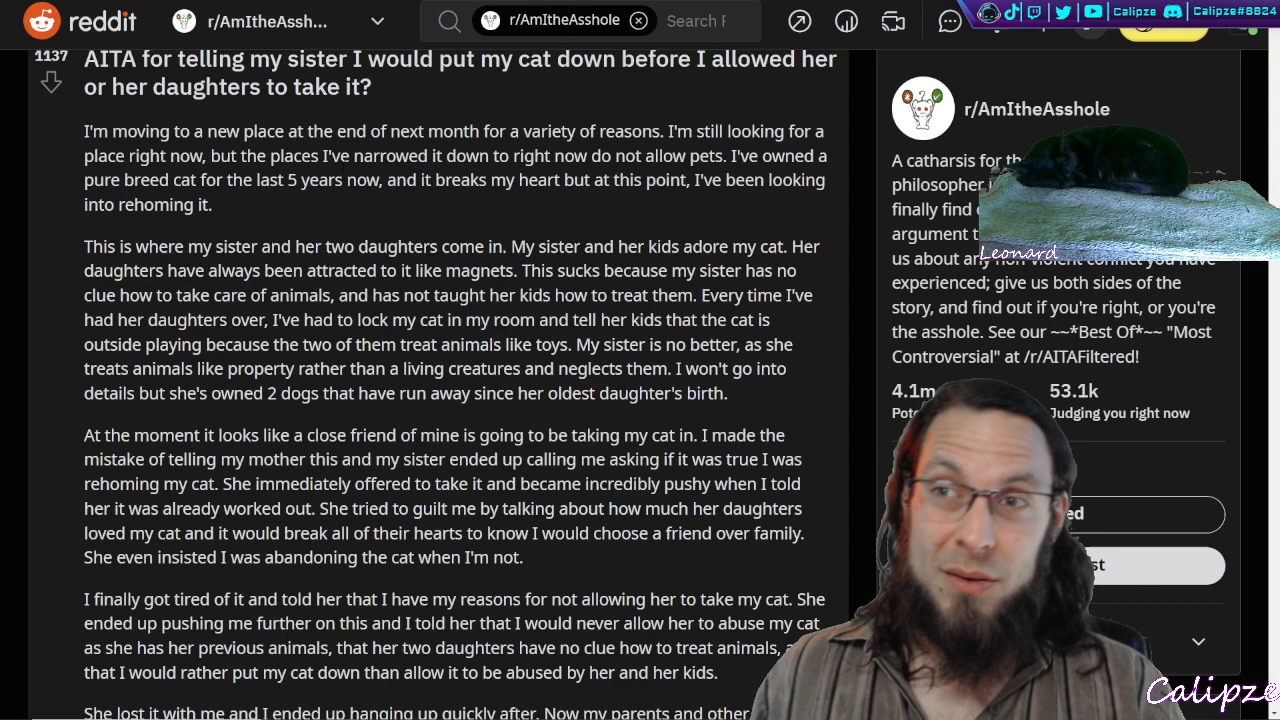 reddit
r/AmItheAssh...
r/AmItheAsshole
Search F
Calipze
Calipze#8824
1137
AITA for telling my sister I would put my cat down before I allowed her
or her daughters to take it?
I'm moving to a new place at the end of next month for a variety of reasons. I'm still looking for a
place right now, but the places I've narrowed it down to right now do not allow pets. I've owned a
pure breed cat for the last 5 years now, and it breaks my heart but at this point, I've been looking
into rehoming it.
This is where my sister and her two daughters come in. My sister and her kids adore my cat. Her
daughters have always been attracted to it like magnets. This sucks because my sister has no
clue how to take care of animals, and has not taught her kids how to treat them. Every time I've
had her daughters over, I've had to lock my cat in my room and tell her kids that the cat is
outside playing because the two of them treat animals like toys. My sister is no better, as she
treats animals like property rather than a living creatures and neglects them. I won't go into
details but she's owned 2 dogs that have run away since her oldest daughter's birth.
At the moment it looks like a close friend of mine is going to be taking my cat in. I made the
mistake of telling my mother this and my sister ended up calling me asking if it was true I was
rehoming my cat. She immediately offered to take it and became incredibly pushy when I told
her it was already worked out. She tried to guilt me by talking about how much her daughters
loved my cat and it would break all of their hearts to know I would choose a friend over family.
She even insisted I was abandoning the cat when I'm not.
I finally got tired of it and told her that I have my reasons for not allowing her to take my cat. She
ended up pushing me further on this and I told her that I would never allow her to abuse my cat
as she has her previous animals, that her two daughters have no clue how to treat animals,
that I would rather put my cat down than allow it to be abused by her and her kids.
She lost it with me and I ended up hanging up quickly after. Now my parents and other
r/AmItheAsshole
A catharsis for th
philosopher
finally find
argument t
us about any non-violent conflict you have
experienced; give us both sides of the
story, and find out if you're right, or you're
the asshole. See our ~~*Best Of*~~ "Most
Controversial" at /r/AITAFiltered!
4.1m
53.1k
Judging you right now
Leonard
Calipze